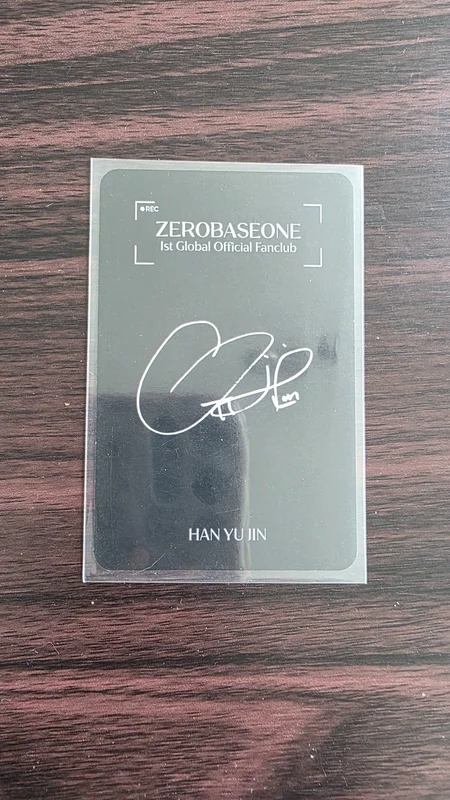 REC
ZEROBASEONE
1st Global Official Fanclub
HAN YU JIN